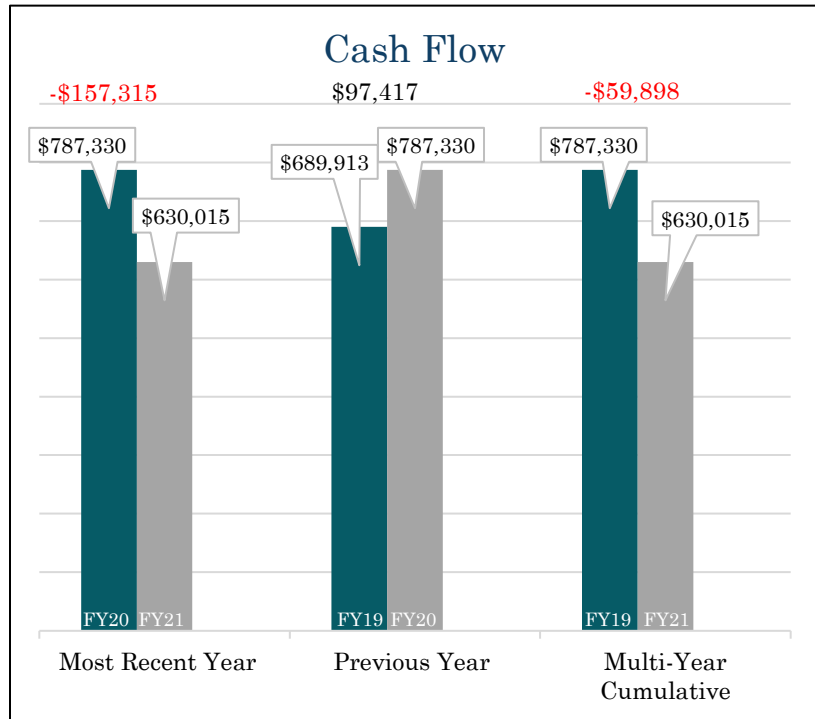 Cash Flow
-$157,315 $97,417 -$59,898
$787,330 $787,330 $787,330
$689,913
$630,015 $630,015
FY20 FY21 FY19 FY20 FY19 FY21
Most Recent Year Previous Year Multi-Year
Cumulative